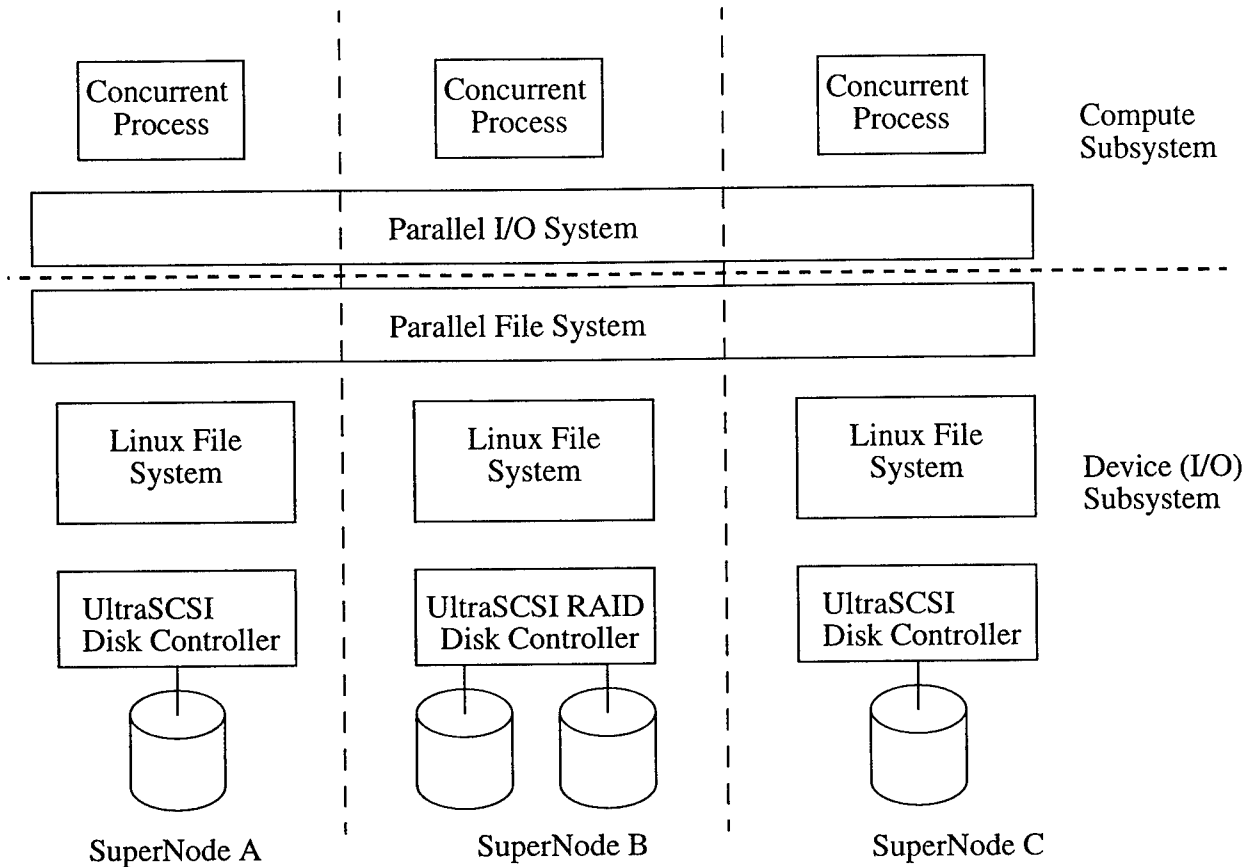 Concurrent
Process
Concurrent
Process
Concurrent
Process
Compute
Subsystem
Parallel I/O System
Parallel File System
Linux File
System
Linux File
System
Linux File
System
Device (I/O)
Subsystem
UltraSCSI
Disk Controller
UltraSCSI RAID
Disk Controller
UltraSCSI
Disk Controller
SuperNode A
SuperNode B
SuperNode C